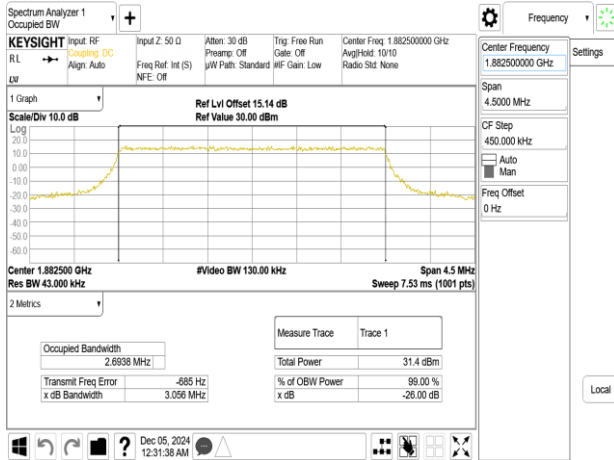 Spectrum Analyzer 1
Occupied BW
+
Frequency
KEYSIGHT
RL
LXI
Input: RF
Coupling: DC
Align: Auto
Input Z: 50 Ω
Freq Ref: Int (S)
NFE: Off
Atten: 30 dB
Preamp: Off
µW Path: Standard
Trig: Free Run
Gate: Off
#IF Gain: Low
Center Freq: 1.882500000 GHz
Avg|Hold: 10/10
Radio Std: None
Center Frequency
1.882500000 GHz
Settings
Span
4.5000 MHz
CF Step
450.000 kHz
Auto
Man
Freq Offset
0 Hz
Local
1 Graph
Scale/Div 10.0 dB
Ref Lvl Offset 15.14 dB
Ref Value 30.00 dBm
Log
20.0
10.0
0.00
-10.0
-20.0
-30.0
-40.0
-50.0
-60.0
Center 1.882500 GHz
Res BW 43.000 kHz
#Video BW 130.00 kHz
Span 4.5 MHz
Sweep 7.53 ms (1001 pts)
2 Metrics
Occupied Bandwidth
2.6938 MHz
Transmit Freq Error -685 Hz
x dB Bandwidth 3.056 MHz
Measure Trace Trace 1
Total Power 31.4 dBm
% of OBW Power 99.00 %
x dB -26.00 dB
?
Dec 05, 2024
12:31:38 AM